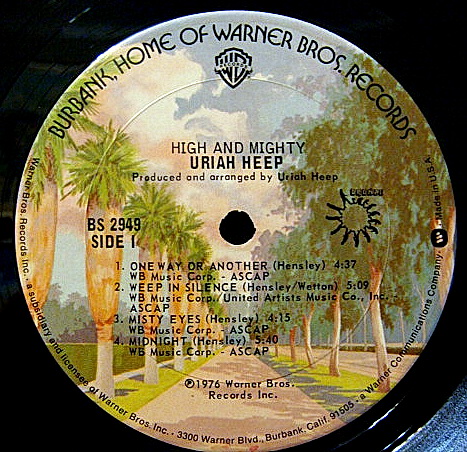 BURBANK, HOME OF WARNER BROS. RECORDS
WB
HIGH AND MIGHTY
URIAH HEEP
Produced and arranged by Uriah Heep
BRONZE
BS 2949
SIDE 1
1. ONE WAY OR ANOTHER (Hensley) 4:37
WB Music Corp. - ASCAP
2. WEEP IN SILENCE (Hensley/Wetton) 5:09
WB Music Corp./United Artists Music Co., Inc. -
ASCAP
3. MISTY EYES (Hensley) 4:15
WB Music Corp. - ASCAP
4. MIDNIGHT (Hensley) 5:40
WB Music Corp. - ASCAP
℗1976 Warner Bros.
Records Inc.
Warner Bros. Records Inc. - a subsidiary and licensee of Warner Bros. Inc. - 3300 Warner Blvd., Burbank, Calif. 91505 - a Warner Communications Company. Made in U.S.A.